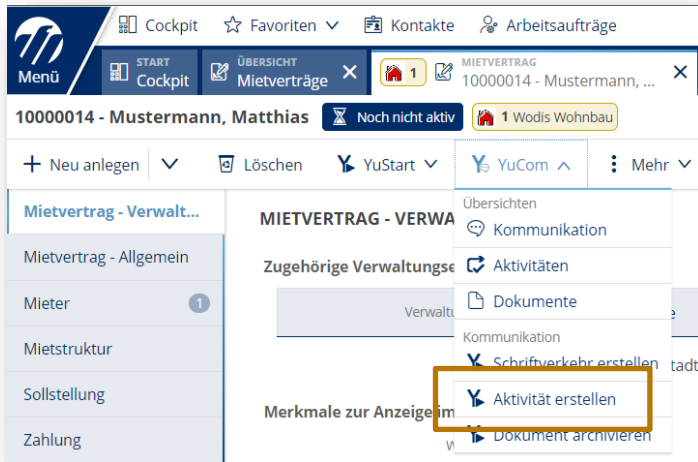 Cockpit Favoriten Kontakte Arbeitsaufträge
Menü
START
Cockpit
ÜBERSICHT
Mietverträge
1
MIETVERTRAG
10000014 - Mustermann, ...
10000014 - Mustermann, Matthias Noch nicht aktiv 1 Wodis Wohnbau
Neu anlegen Löschen YuStart YuCom Mehr
Mietvertrag - Verwalt...
Mietvertrag - Allgemein
Mieter 1
Mietstruktur
Sollstellung
Zahlung
MIETVERTRAG - VERWA
Zugehörige Verwaltungse
Verwaltu
Merkmale zur Anzeige im
Übersichten
Kommunikation
Aktivitäten
Dokumente
Kommunikation
Schriftverkehr erstellen
Aktivität erstellen
Dokument archivieren
tadt